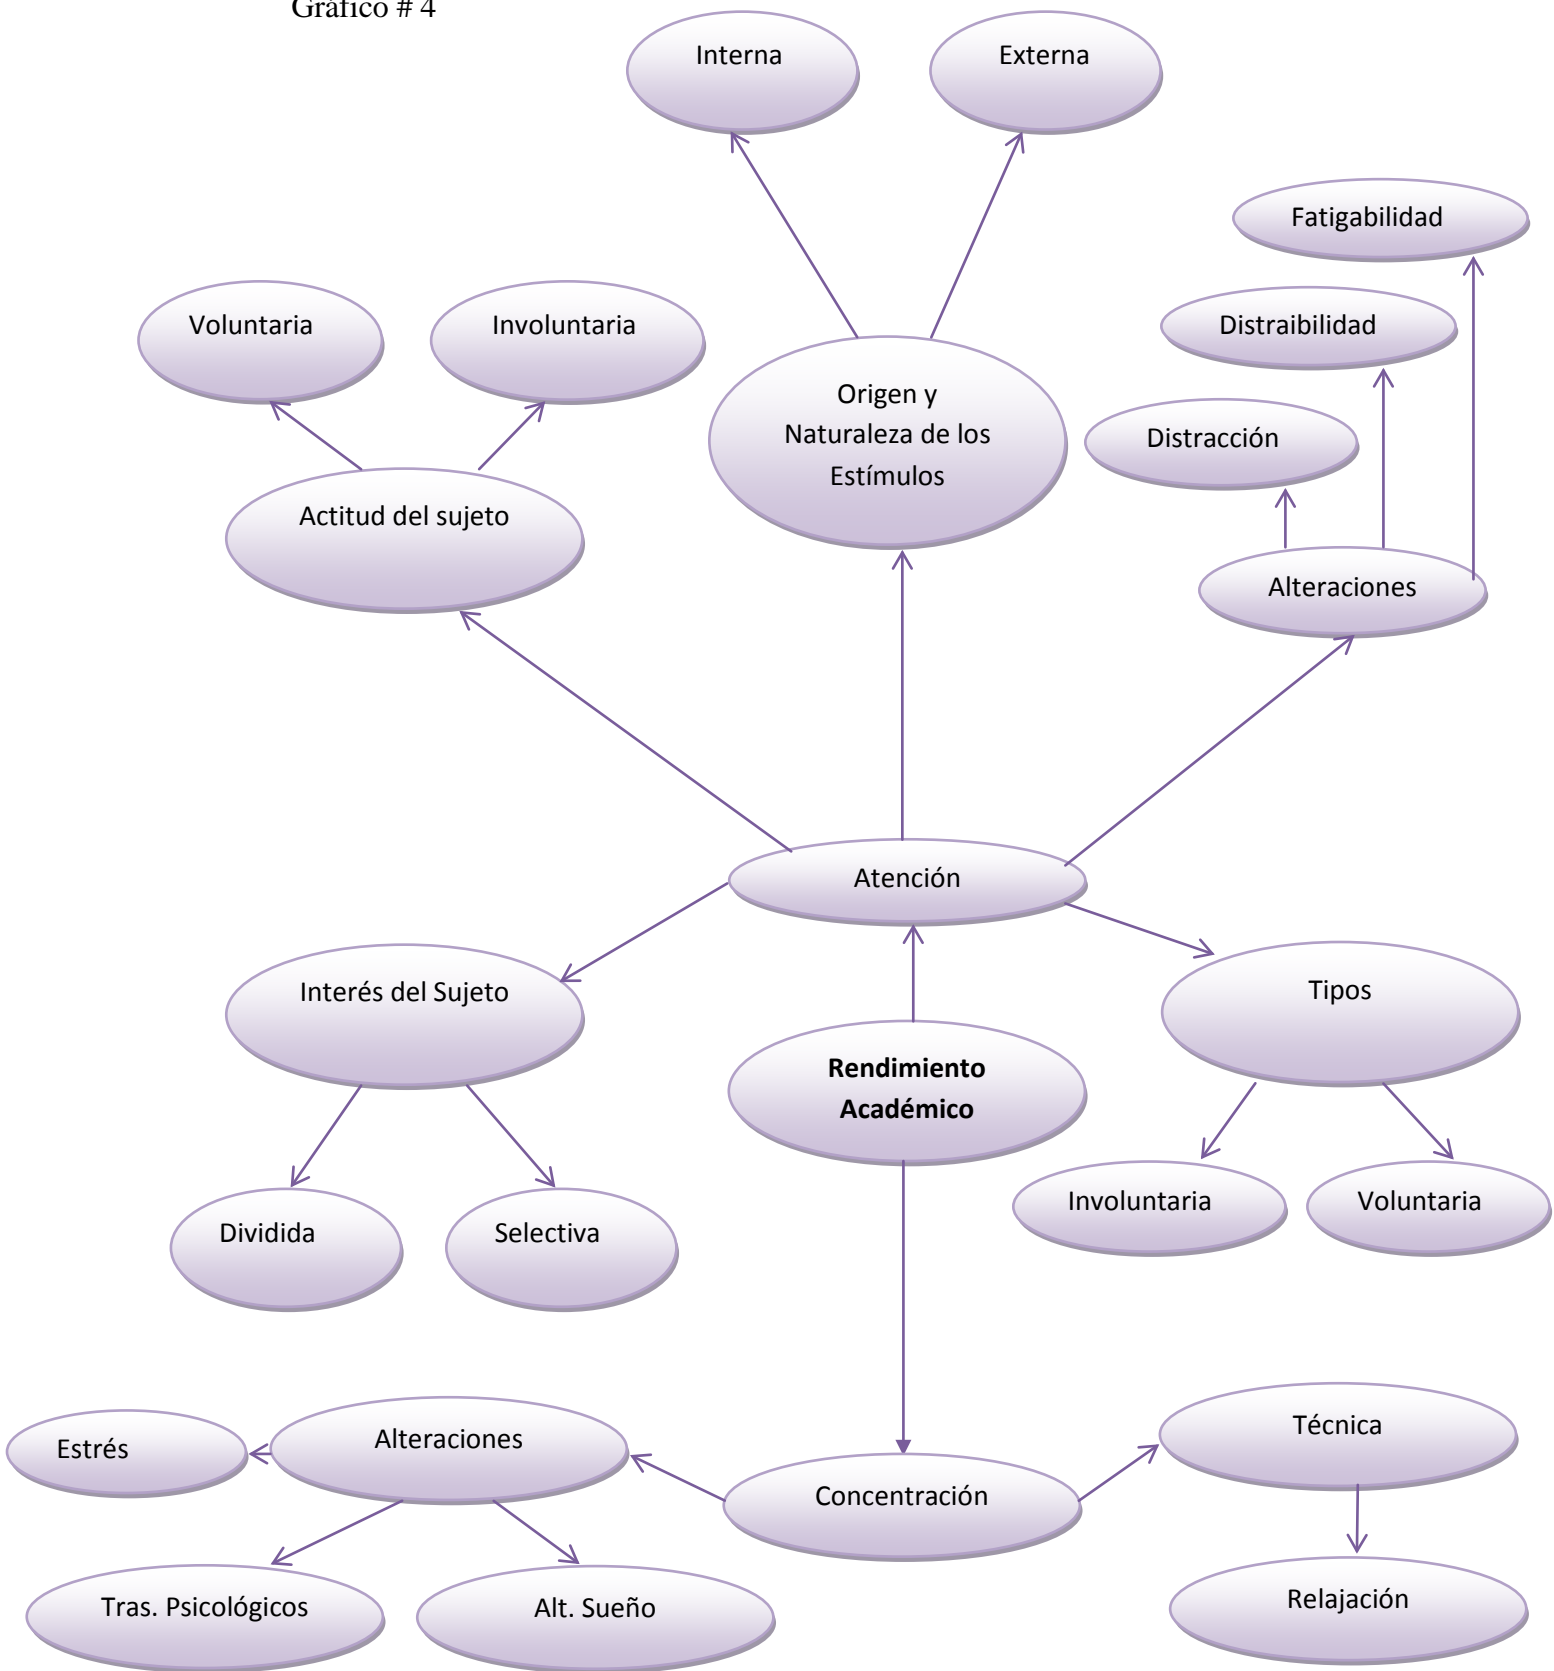 Gráfico # 4
Interna
Externa
Fatigabilidad
Voluntaria
Involuntaria
Distraibilidad
Origen y
Naturaleza de los
Estímulos
Distracción
Actitud del sujeto
Alteraciones
Atención
Interés del Sujeto
Tipos
Rendimiento
Académico
Involuntaria
Voluntaria
Dividida
Selectiva
Técnica
Alteraciones
Estrés
Concentración
Relajación
Tras. Psicológicos
Alt. Sueño